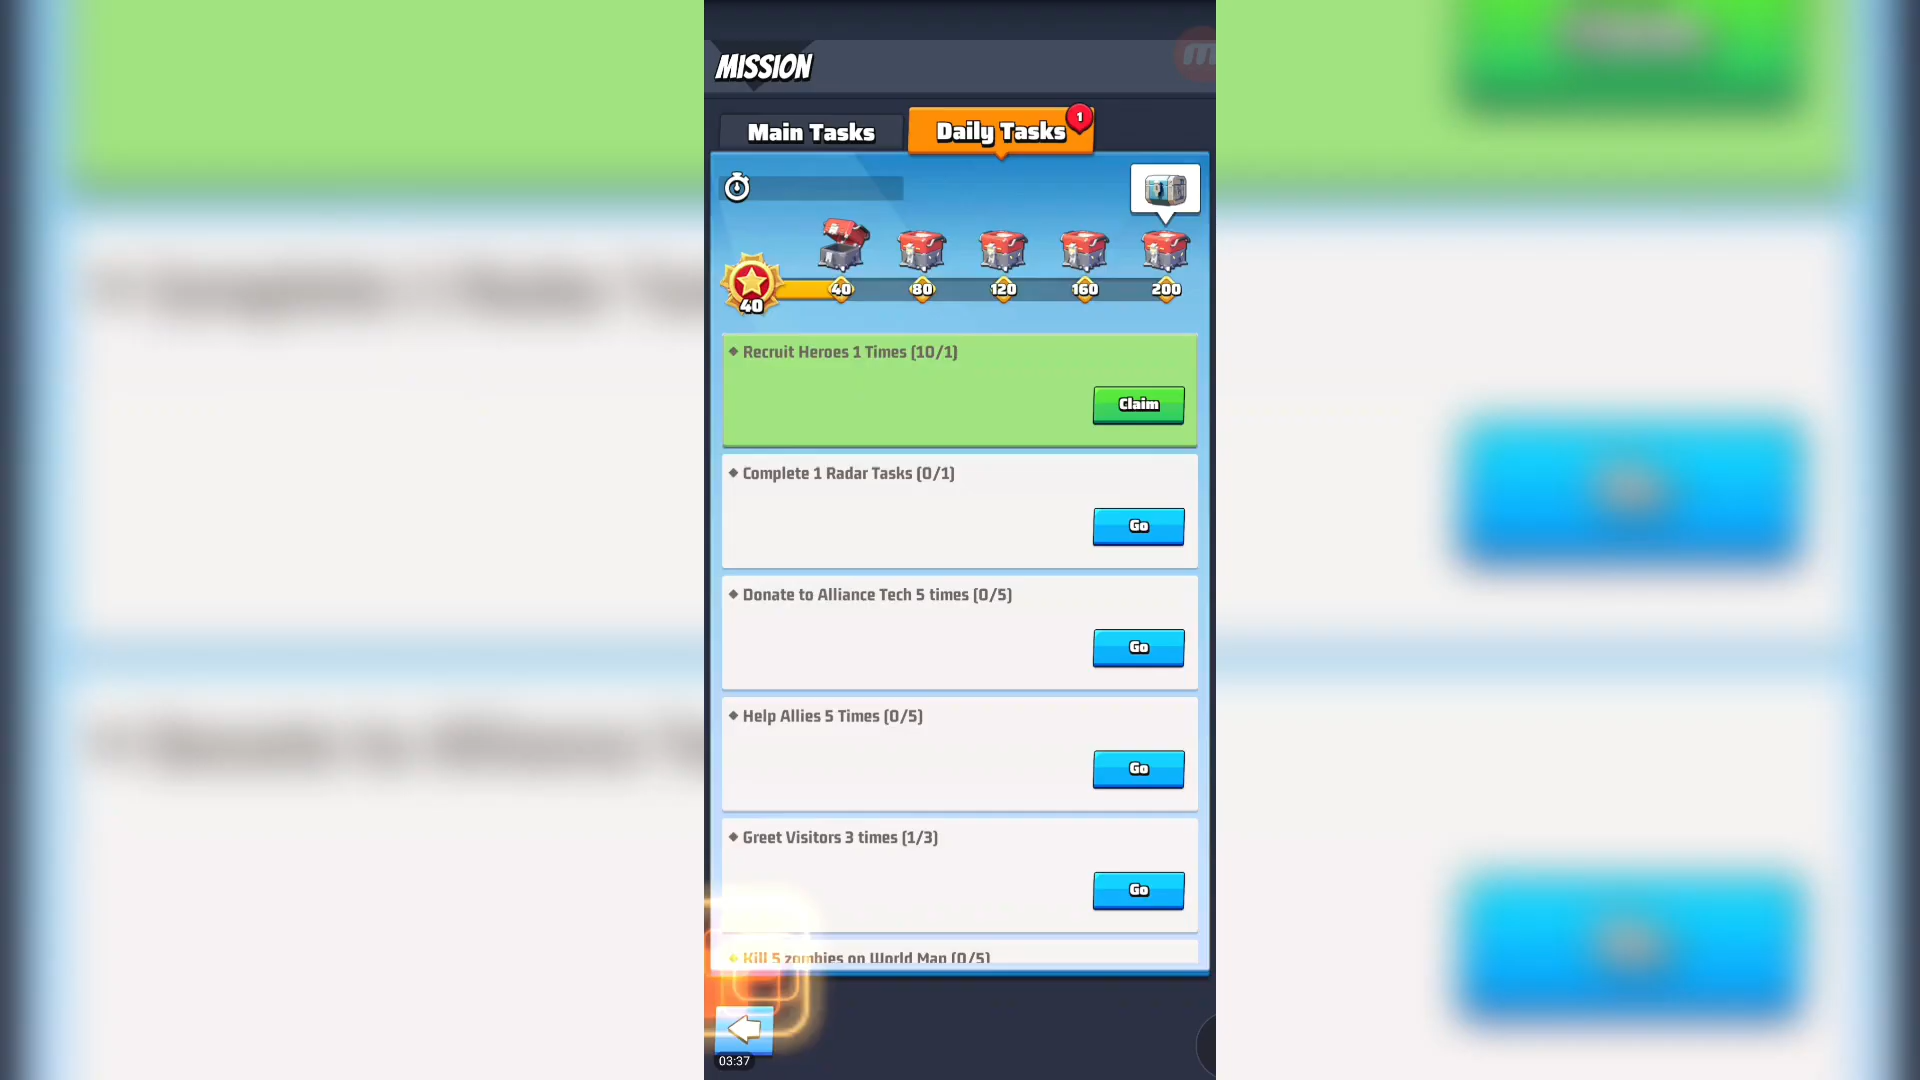 MISSION
Main Tasks
Daily Tasks
1
40
40
80
120
160
200
Recruit Heroes 1 Times (10/1)
Claim
Complete 1 Radar Tasks (0/1)
Go
Donate to Alliance Tech 5 times (0/5)
Go
Help Allies 5 Times (0/5)
Go
Greet Visitors 3 times (1/3)
Go
Kill 5 zombies on World Map (0/5)
03:37